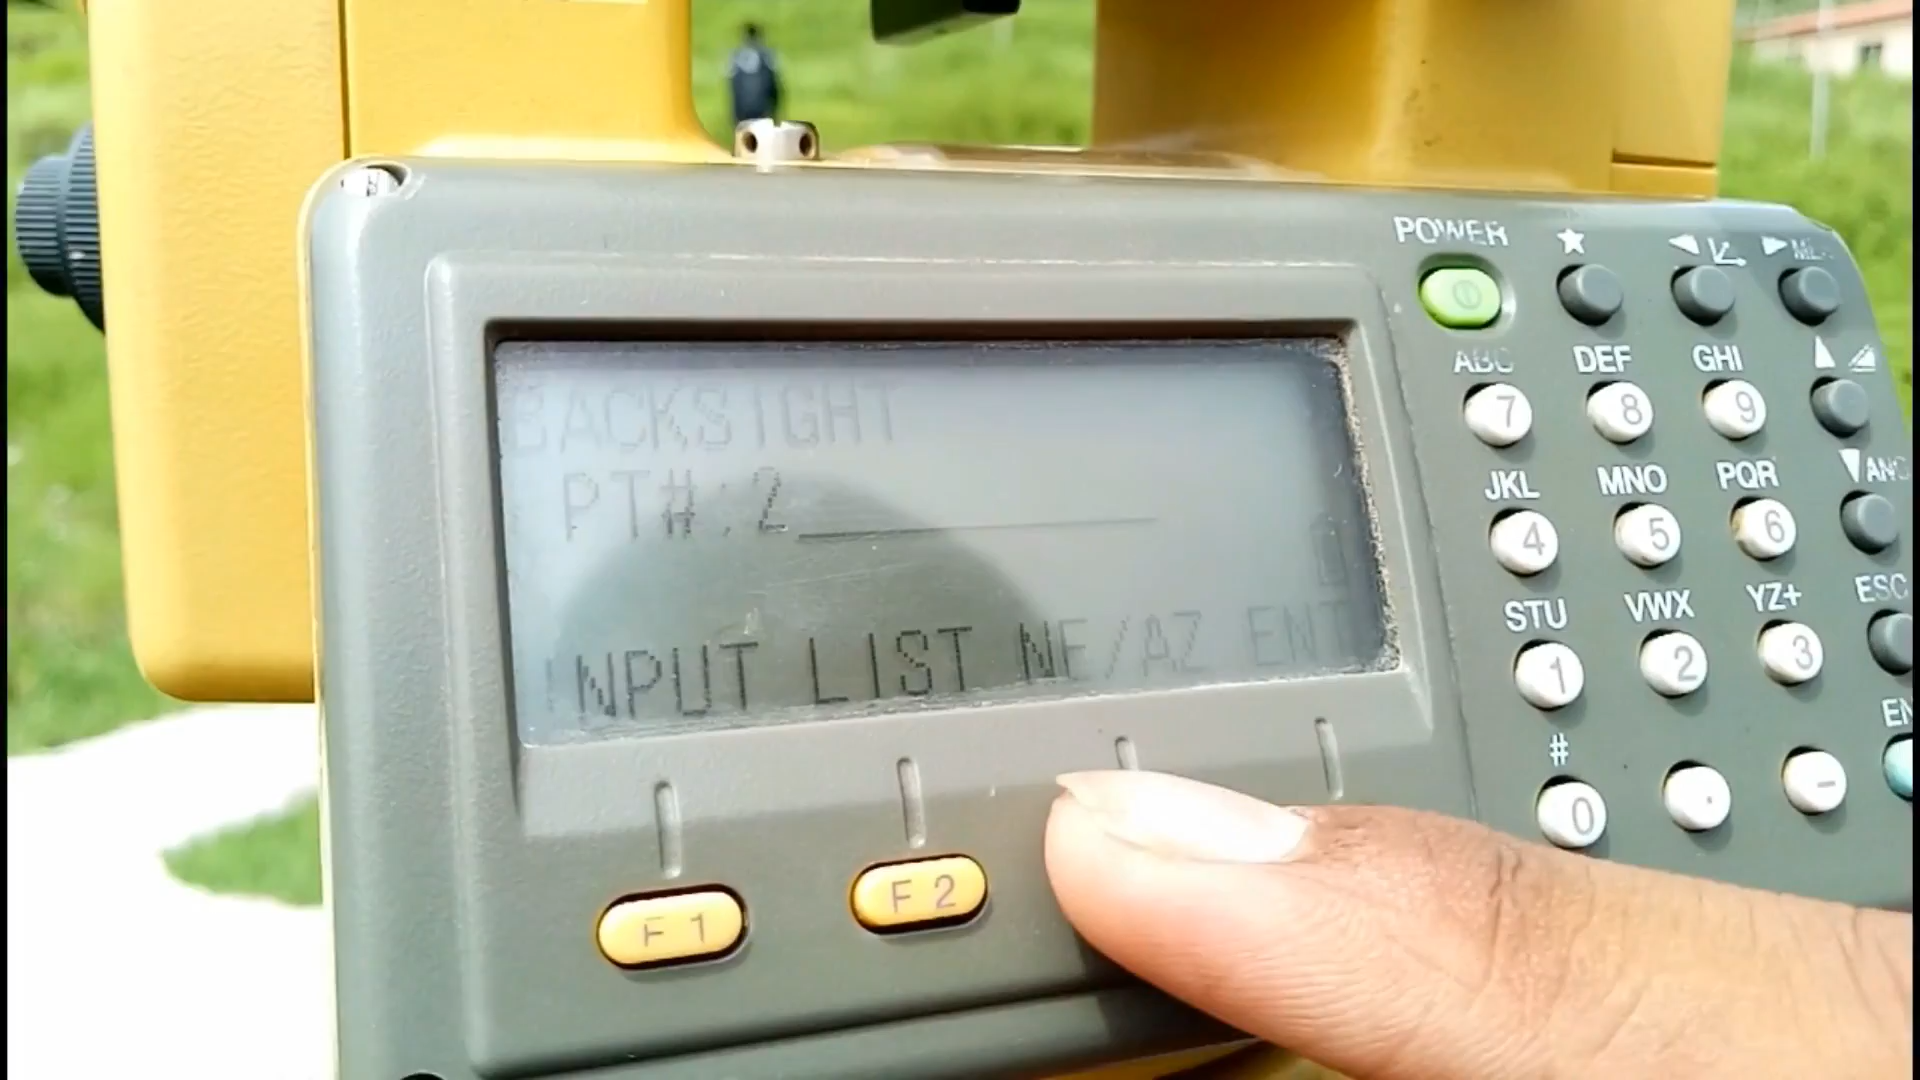 BACKSIGHT
PT#:2
INPUT LIST NE/AZ ENT
F1
F2
POWER
★
ABC
DEF
GHI
7
8
9
JKL
MNO
PQR
ANG
4
5
6
STU
VWX
YZ+
ESC
1
2
3
#
0
.
-